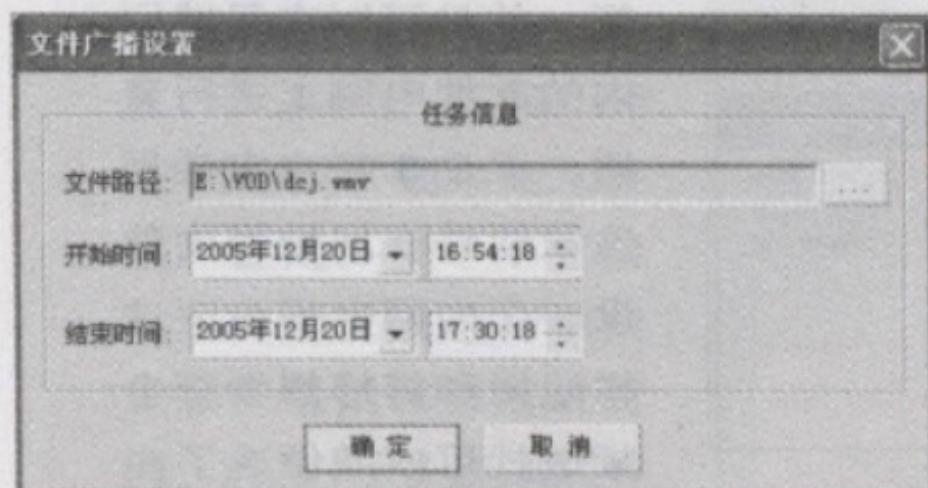 文件广播设置
任务信息
文件路径: E:\VOD\dcj.wmv ...
开始时间: 2005年12月20日 16:54:18
结束时间: 2005年12月20日 17:30:18
确定 取消